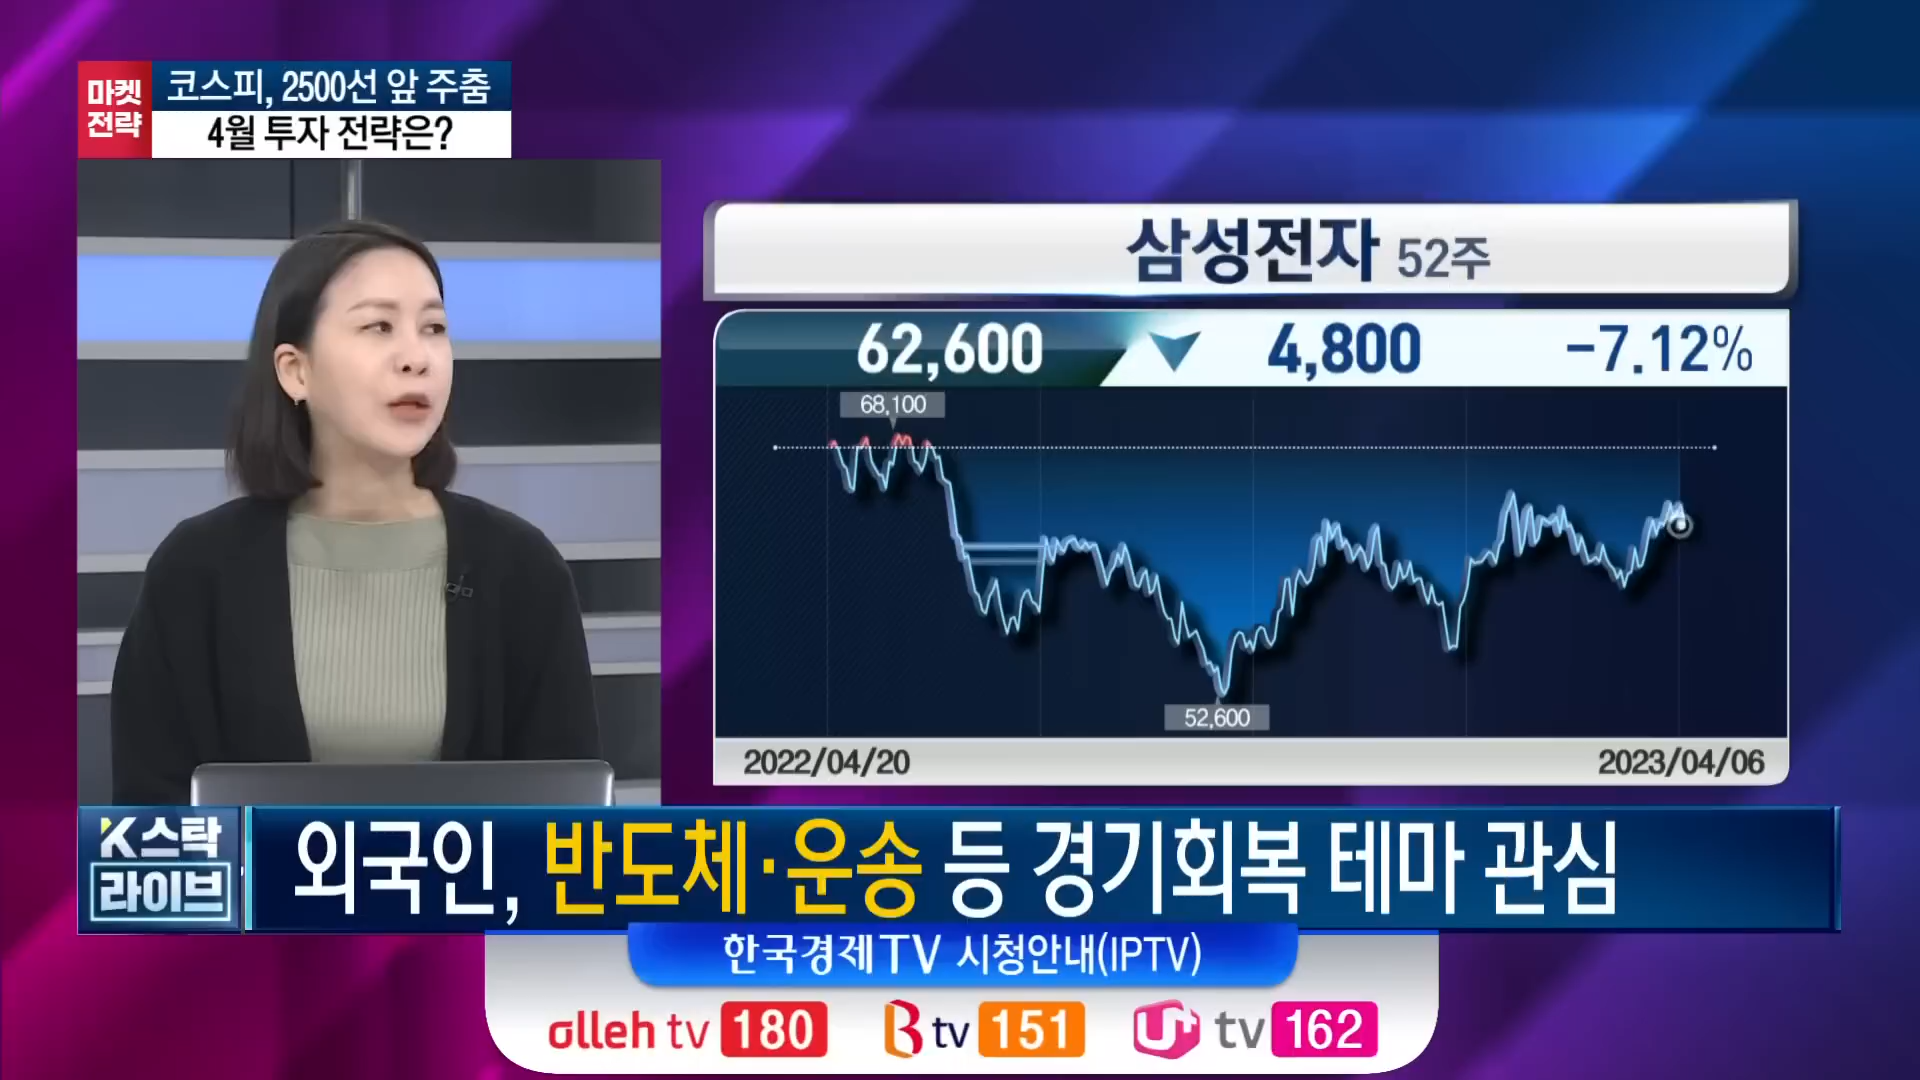 마켓
전략
코스피, 2500선 앞 주춤
4월 투자 전략은?
삼성전자 52주
62,600 ▼ 4,800 -7.12%
68,100
52,600
2022/04/20 2023/04/06
K스탁
라이브
외국인, 반도체·운송 등 경기회복 테마 관심
한국경제TV 시청안내(IPTV)
olleh tv 180 B tv 151 U+ tv 162